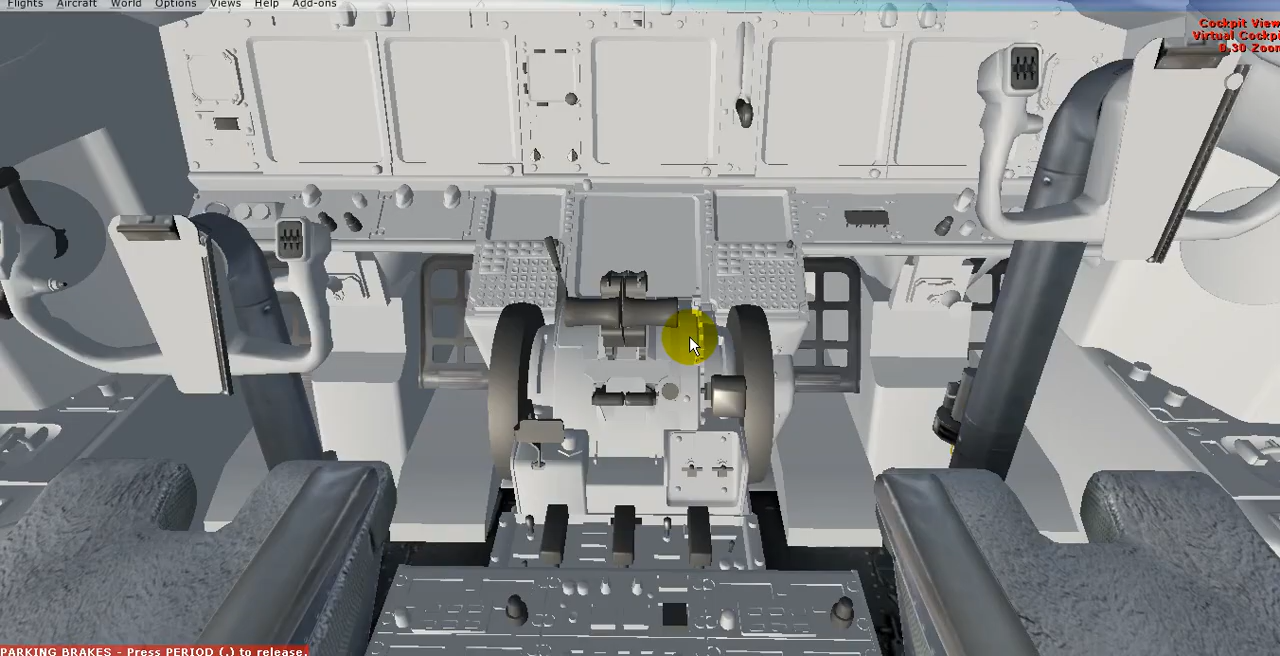 Flights Aircraft World Options Views Help Add-ons
Cockpit View
Virtual Cockpi
0.30 Zoom
PARKING BRAKES - Press PERIOD (.) to release.